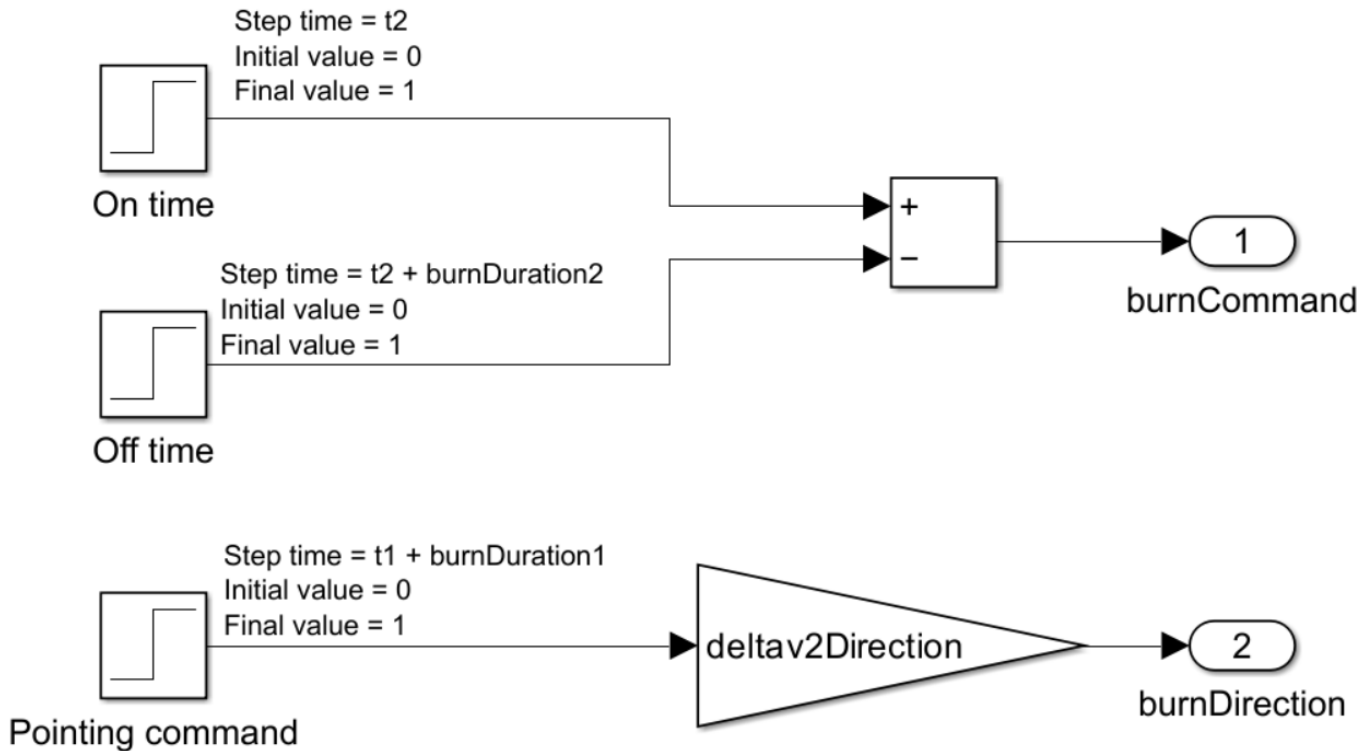 Step time = t2
Initial value = 0
Final value = 1
On time
+
−
1
burnCommand
Step time = t2 + burnDuration2
Initial value = 0
Final value = 1
Off time
Step time = t1 + burnDuration1
Initial value = 0
Final value = 1
Pointing command
deltav2Direction
2
burnDirection